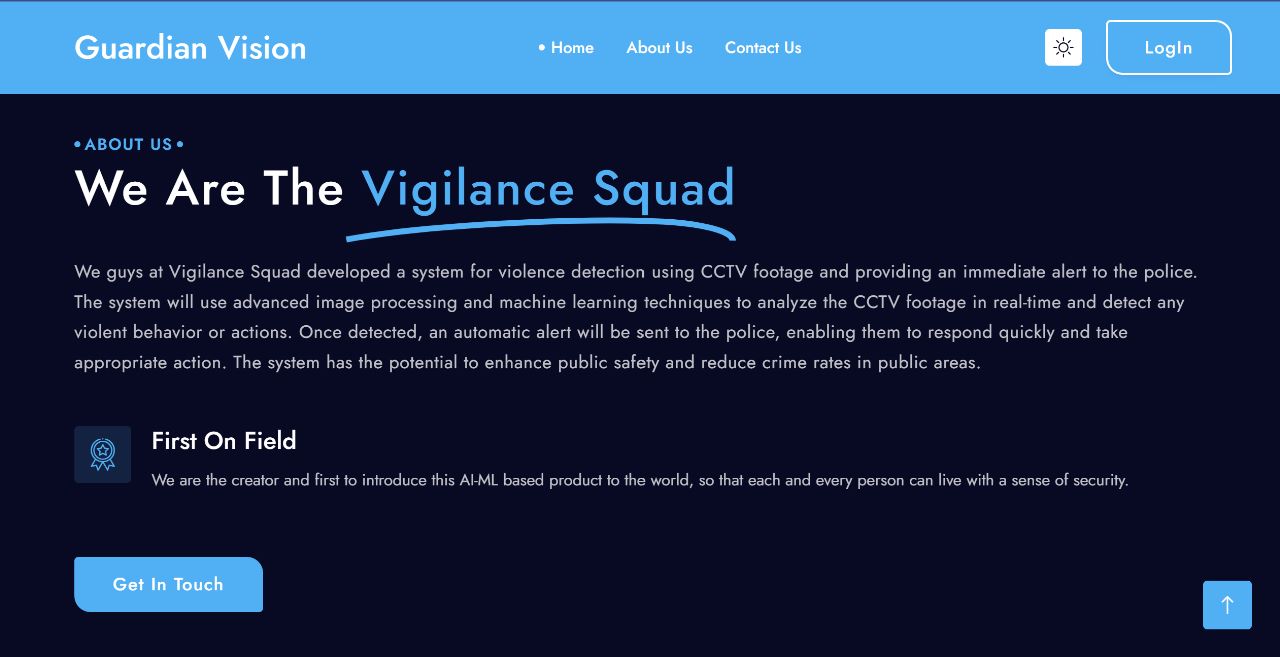 Guardian Vision
Home
About Us
Contact Us
LogIn
ABOUT US
We Are The Vigilance Squad
We guys at Vigilance Squad developed a system for violence detection using CCTV footage and providing an immediate alert to the police.
The system will use advanced image processing and machine learning techniques to analyze the CCTV footage in real-time and detect any
violent behavior or actions. Once detected, an automatic alert will be sent to the police, enabling them to respond quickly and take
appropriate action. The system has the potential to enhance public safety and reduce crime rates in public areas.
First On Field
We are the creator and first to introduce this AI-ML based product to the world, so that each and every person can live with a sense of security.
Get In Touch